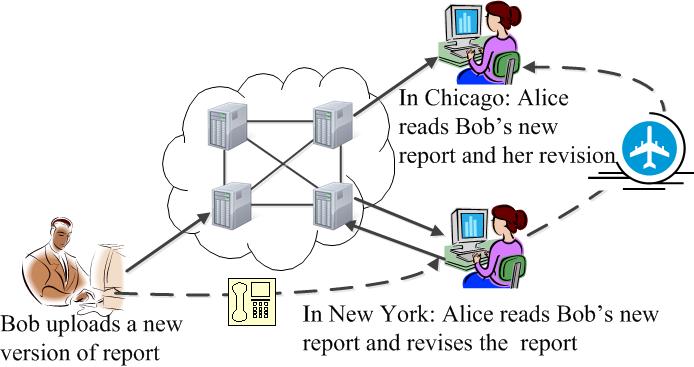 In Chicago: Alice
reads Bob's new
report and her revision
Bob uploads a new
version of report
In New York: Alice reads Bob's new
report and revises the report